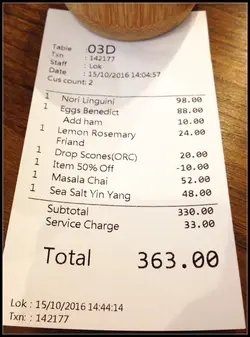 Table 03D
Txn : 142177
Staff : Lok
Date : 15/10/2016 14:04:57
Cus count: 2
1 Nori Linguini 98.00
1 Eggs Benedict 88.00
Add ham 10.00
1 Lemon Rosemary 24.00
Friand
1 Drop Scones(ORC) 20.00
1 Item 50% Off -10.00
1 Masala Chai 52.00
1 Sea Salt Yin Yang 48.00
Subtotal 330.00
Service Charge 33.00
Total 363.00
Lok : 15/10/2016 14:44:14
Txn: 142177